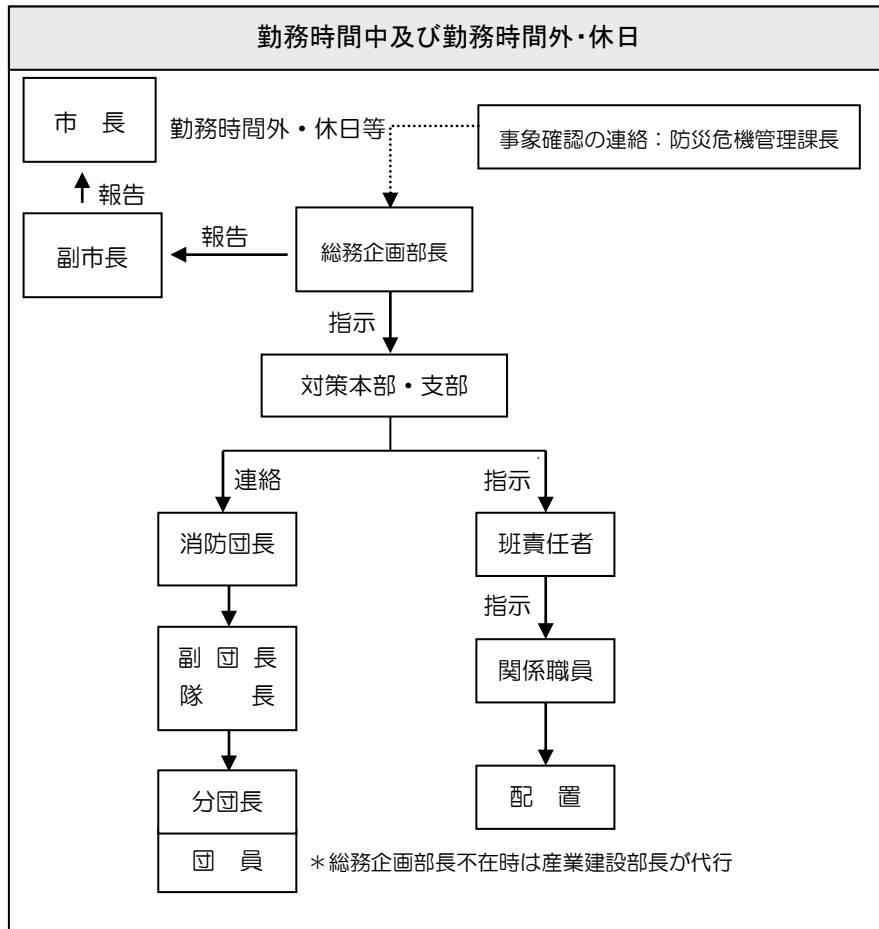 勤務時間中及び勤務時間外・休日
市　長
勤務時間外・休日等
事象確認の連絡：防災危機管理課長
報告
副市長
報告
総務企画部長
指示
対策本部・支部
連絡
指示
消防団長
班責任者
指示
副　団　長
隊　　　長
関係職員
分団長
配　置
団　員
＊総務企画部長不在時は産業建設部長が代行